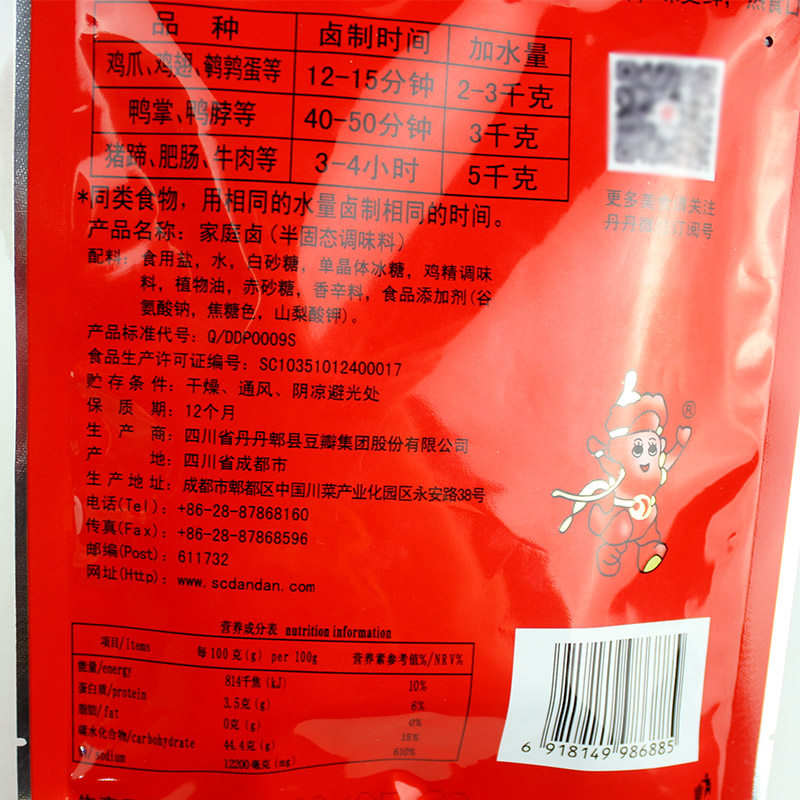 品 种 卤制时间 加水量
鸡爪、鸡翅、鹌鹑蛋等 12-15分钟 2-3千克
鸭掌、鸭脖等 40-50分钟 3千克
猪蹄、肥肠、牛肉等 3-4小时 5千克
*同类食物，用相同的水量卤制相同的时间。
更多美 请关注
丹丹 订阅号
产品名称：家庭卤(半固态调味料)
配料：食用盐，水，白砂糖，单晶体冰糖，鸡精调味
料，植物油，赤砂糖，香辛料，食品添加剂(谷
氨酸钠，焦糖色，山梨酸钾)。
产品标准代号：Q/DDP0009S
食品生产许可证编号：SC10351012400017
贮存条件：干燥、通风、阴凉避光处
保质期：12个月
生产商：四川省丹丹郫县豆瓣集团股份有限公司
产地：四川省成都市
生产地址：成都市郫都区中国川菜产业化园区永安路38号
电话(Tel)：+86-28-87868160
传真(Fax)：+86-28-87868596
邮编(Post)：611732
网址(Http)：www.scdandan.com
®
营养成分表 nutrition information
项目/Items 每100克(g) per 100g 营养素参考值%/NRV%
能量/energy 814千焦(kJ) 10%
蛋白质/protein 3.5克(g) 6%
脂肪/fat 0克(g) 0%
碳水化合物/carbohydrate 44.4克(g) 15%
钠/sodium 12200毫克(mg) 610%
6 918149 986885